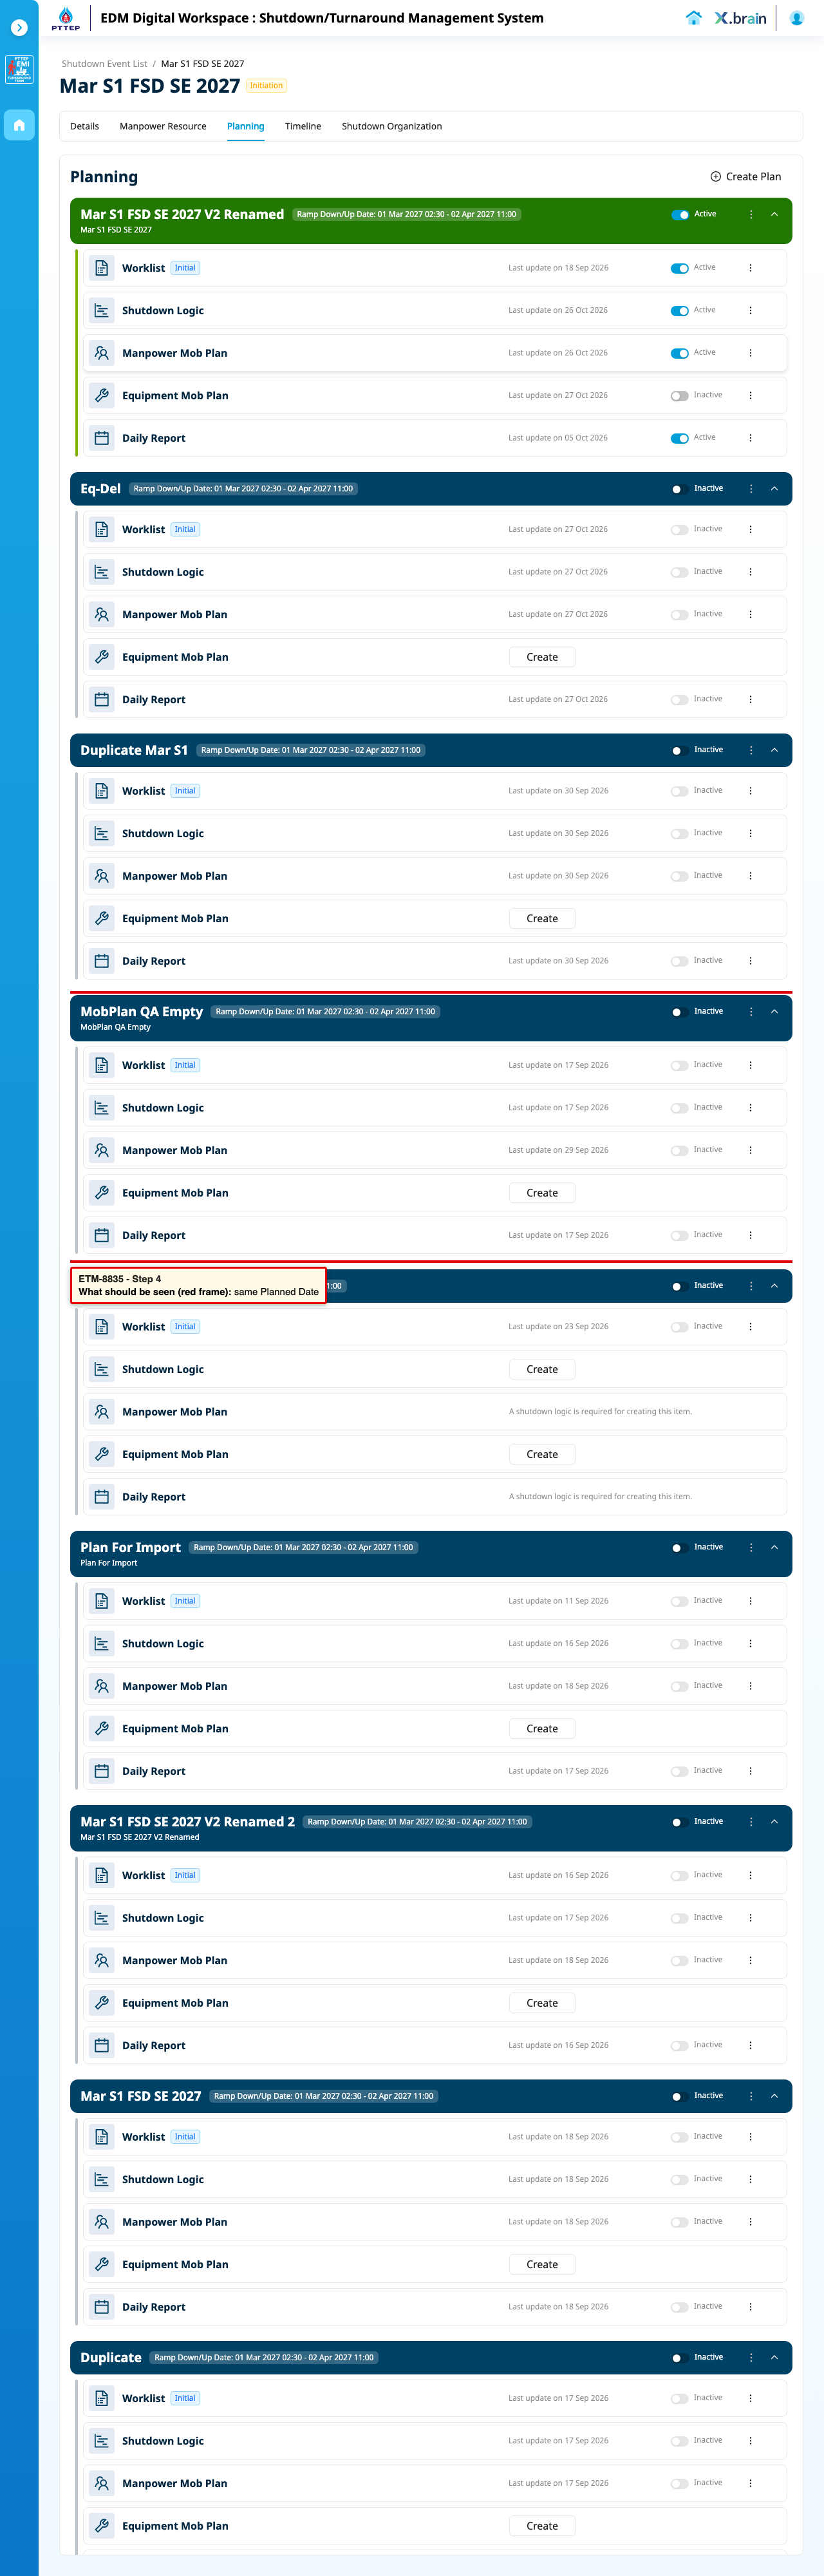 PTTEP
EMI
PTTEP
EDM Digital Workspace : Shutdown/Turnaround Management System
X.brain
Shutdown Event List / Mar S1 FSD SE 2027
Mar S1 FSD SE 2027 Initiation
Details Manpower Resource Planning Timeline Shutdown Organization
Planning
Create Plan
Mar S1 FSD SE 2027 V2 Renamed Ramp Down/Up Date: 01 Mar 2027 02:30 - 02 Apr 2027 11:00 Active
Mar S1 FSD SE 2027
Worklist Initial Last update on 18 Sep 2026 Active
Shutdown Logic Last update on 26 Oct 2026 Active
Manpower Mob Plan Last update on 26 Oct 2026 Active
Equipment Mob Plan Last update on 27 Oct 2026 Inactive
Daily Report Last update on 05 Oct 2026 Active
Eq-Del Ramp Down/Up Date: 01 Mar 2027 02:30 - 02 Apr 2027 11:00 Inactive
Worklist Initial Last update on 27 Oct 2026 Inactive
Shutdown Logic Last update on 27 Oct 2026 Inactive
Manpower Mob Plan Last update on 27 Oct 2026 Inactive
Equipment Mob Plan Create
Daily Report Last update on 27 Oct 2026 Inactive
Duplicate Mar S1 Ramp Down/Up Date: 01 Mar 2027 02:30 - 02 Apr 2027 11:00 Inactive
Worklist Initial Last update on 30 Sep 2026 Inactive
Shutdown Logic Last update on 30 Sep 2026 Inactive
Manpower Mob Plan Last update on 30 Sep 2026 Inactive
Equipment Mob Plan Create
Daily Report Last update on 30 Sep 2026 Inactive
MobPlan QA Empty Ramp Down/Up Date: 01 Mar 2027 02:30 - 02 Apr 2027 11:00 Inactive
MobPlan QA Empty
Worklist Initial Last update on 17 Sep 2026 Inactive
Shutdown Logic Last update on 17 Sep 2026 Inactive
Manpower Mob Plan Last update on 29 Sep 2026 Inactive
Equipment Mob Plan Create
Daily Report Last update on 17 Sep 2026 Inactive
ETM-8835 - Step 4
What should be seen (red frame): same Planned Date
1:00 Inactive
Worklist Initial Last update on 23 Sep 2026 Inactive
Shutdown Logic Create
Manpower Mob Plan A shutdown logic is required for creating this item.
Equipment Mob Plan Create
Daily Report A shutdown logic is required for creating this item.
Plan For Import Ramp Down/Up Date: 01 Mar 2027 02:30 - 02 Apr 2027 11:00 Inactive
Plan For Import
Worklist Initial Last update on 11 Sep 2026 Inactive
Shutdown Logic Last update on 16 Sep 2026 Inactive
Manpower Mob Plan Last update on 18 Sep 2026 Inactive
Equipment Mob Plan Create
Daily Report Last update on 17 Sep 2026 Inactive
Mar S1 FSD SE 2027 V2 Renamed 2 Ramp Down/Up Date: 01 Mar 2027 02:30 - 02 Apr 2027 11:00 Inactive
Mar S1 FSD SE 2027 V2 Renamed
Worklist Initial Last update on 16 Sep 2026 Inactive
Shutdown Logic Last update on 17 Sep 2026 Inactive
Manpower Mob Plan Last update on 18 Sep 2026 Inactive
Equipment Mob Plan Create
Daily Report Last update on 16 Sep 2026 Inactive
Mar S1 FSD SE 2027 Ramp Down/Up Date: 01 Mar 2027 02:30 - 02 Apr 2027 11:00 Inactive
Worklist Initial Last update on 18 Sep 2026 Inactive
Shutdown Logic Last update on 18 Sep 2026 Inactive
Manpower Mob Plan Last update on 18 Sep 2026 Inactive
Equipment Mob Plan Create
Daily Report Last update on 18 Sep 2026 Inactive
Duplicate Ramp Down/Up Date: 01 Mar 2027 02:30 - 02 Apr 2027 11:00 Inactive
Worklist Initial Last update on 17 Sep 2026 Inactive
Shutdown Logic Last update on 17 Sep 2026 Inactive
Manpower Mob Plan Last update on 17 Sep 2026 Inactive
Equipment Mob Plan Create